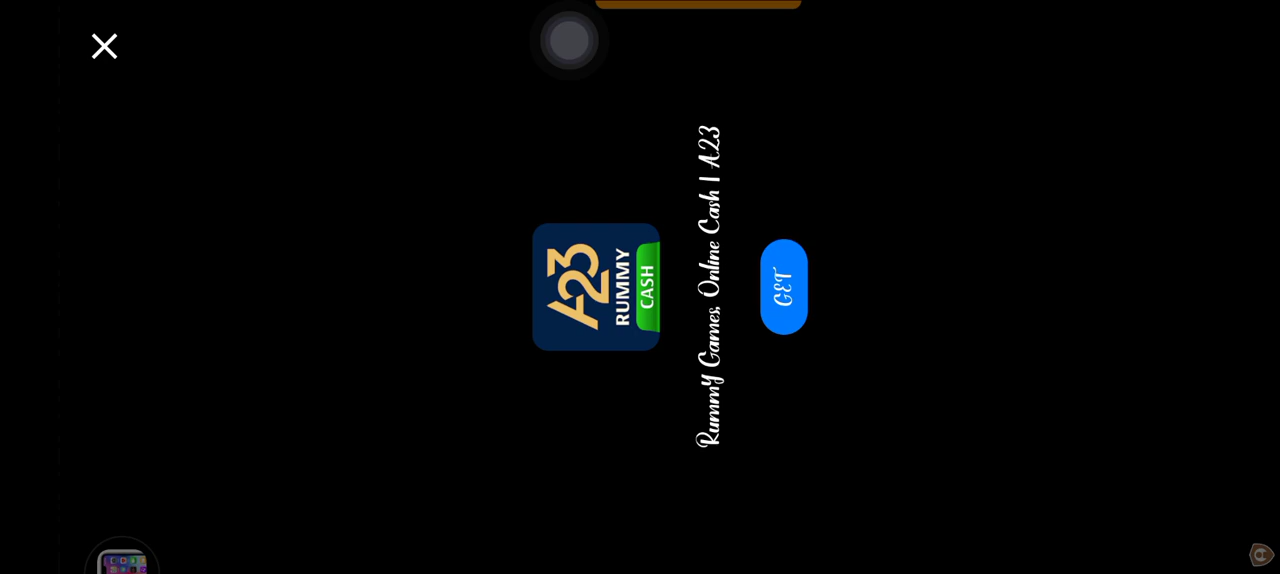 A23
RUMMY
CASH
Rummy Games, Online Cash | A23
GET